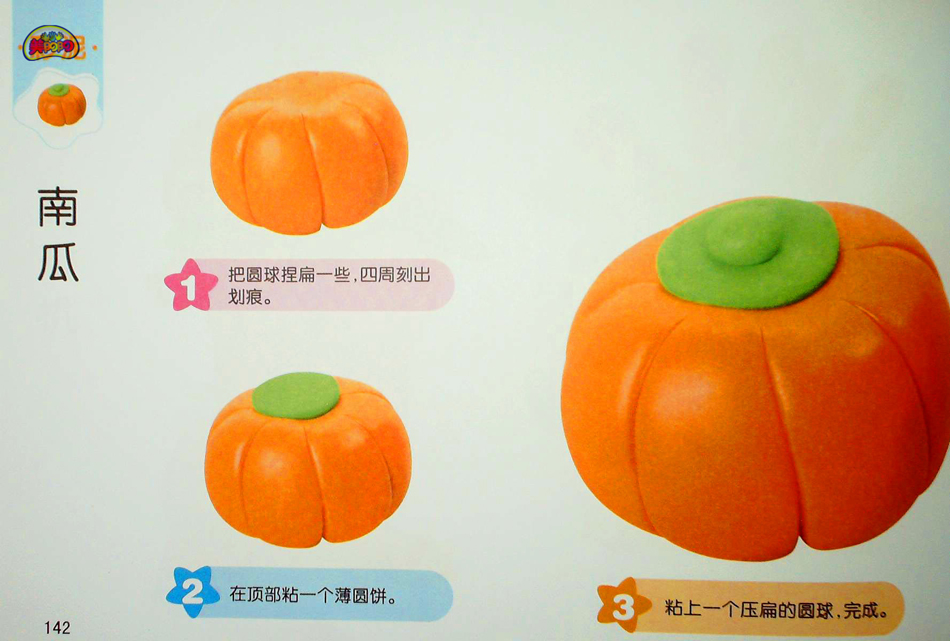 南
瓜
1
把圆球捏扁一些,四周刻出
划痕。
2
在顶部粘一个薄圆饼。
3
粘上一个压扁的圆球,完成。
142